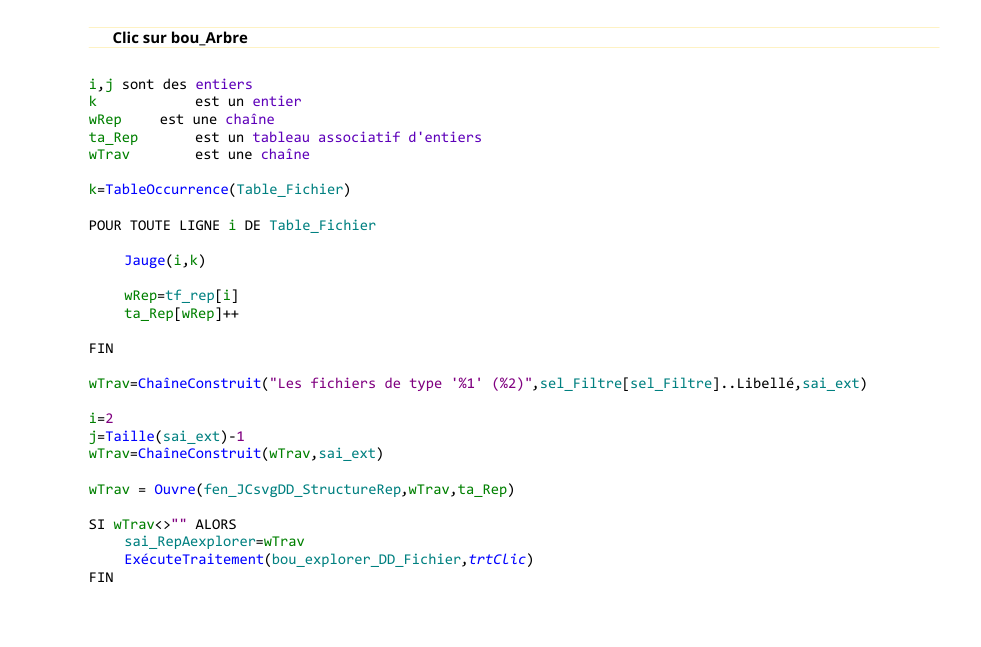 Clic sur bou_Arbre
i,j sont des entiers
k est un entier
wRep est une chaîne
ta_Rep est un tableau associatif d'entiers
wTrav est une chaîne
k=TableOccurrence(Table_Fichier)
POUR TOUTE LIGNE i DE Table_Fichier
Jauge(i,k)
wRep=tf_rep[i]
ta_Rep[wRep]++
FIN
wTrav=ChaîneConstruit("Les fichiers de type '%1' (%2)",sel_Filtre[sel_Filtre]..Libellé,sai_ext)
i=2
j=Taille(sai_ext)-1
wTrav=ChaîneConstruit(wTrav,sai_ext)
wTrav = Ouvre(fen_JCsvgDD_StructureRep,wTrav,ta_Rep)
SI wTrav<>"" ALORS
sai_RepAexplorer=wTrav
ExécuteTraitement(bou_explorer_DD_Fichier,trtClic)
FIN